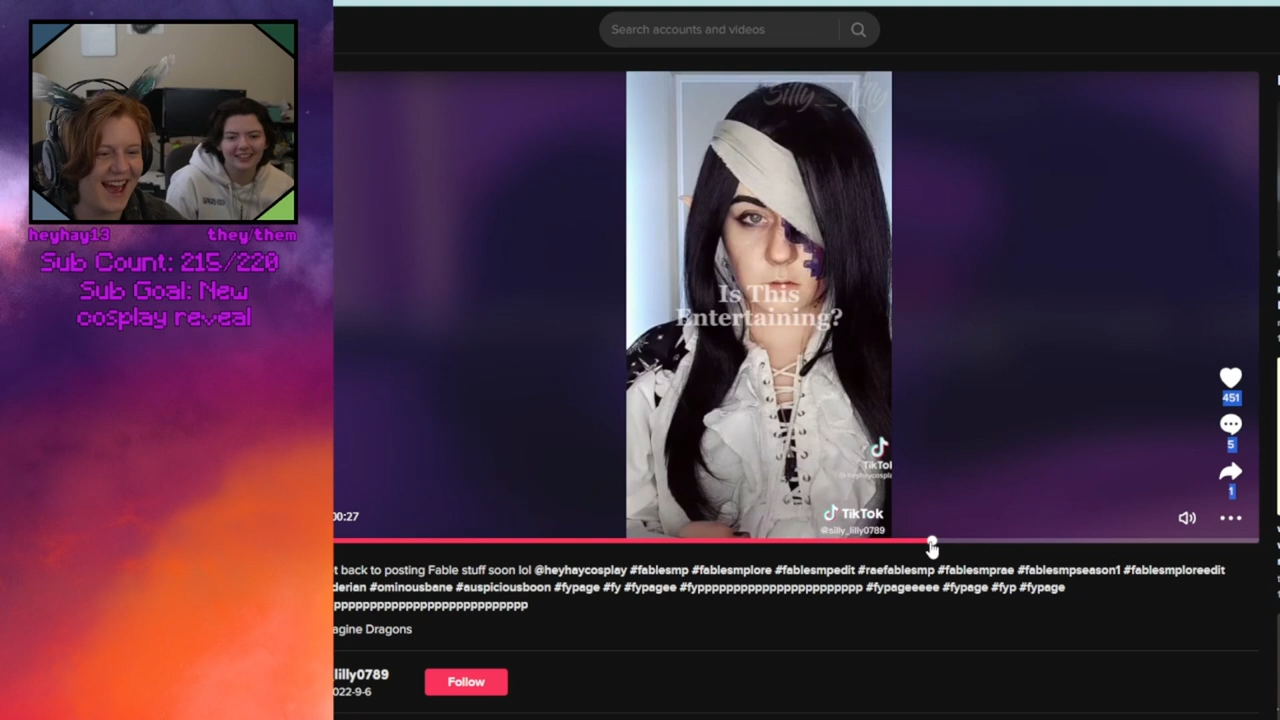 heyhay13
they/them
Sub Count: 215/220
Sub Goal: New
cosplay reveal
Search accounts and videos
Is This
Entertaining?
TikTok
@silly_lilly0789
451
5
1
00:27
t back to posting Fable stuff soon lol @heyhaycosplay #fablesmp #fablesmplore #fablesmpedit #raefablesmp #fablesmprae #fablesmpseason1 #fablesmploreedit
derian #ominousbane #auspiciousboon #fypage #fy #fypagee #fyppppppppppppppppppppppppppp #fypageeeee #fypage #fyp #fypage
agine Dragons
lilly0789
022-9-6
Follow